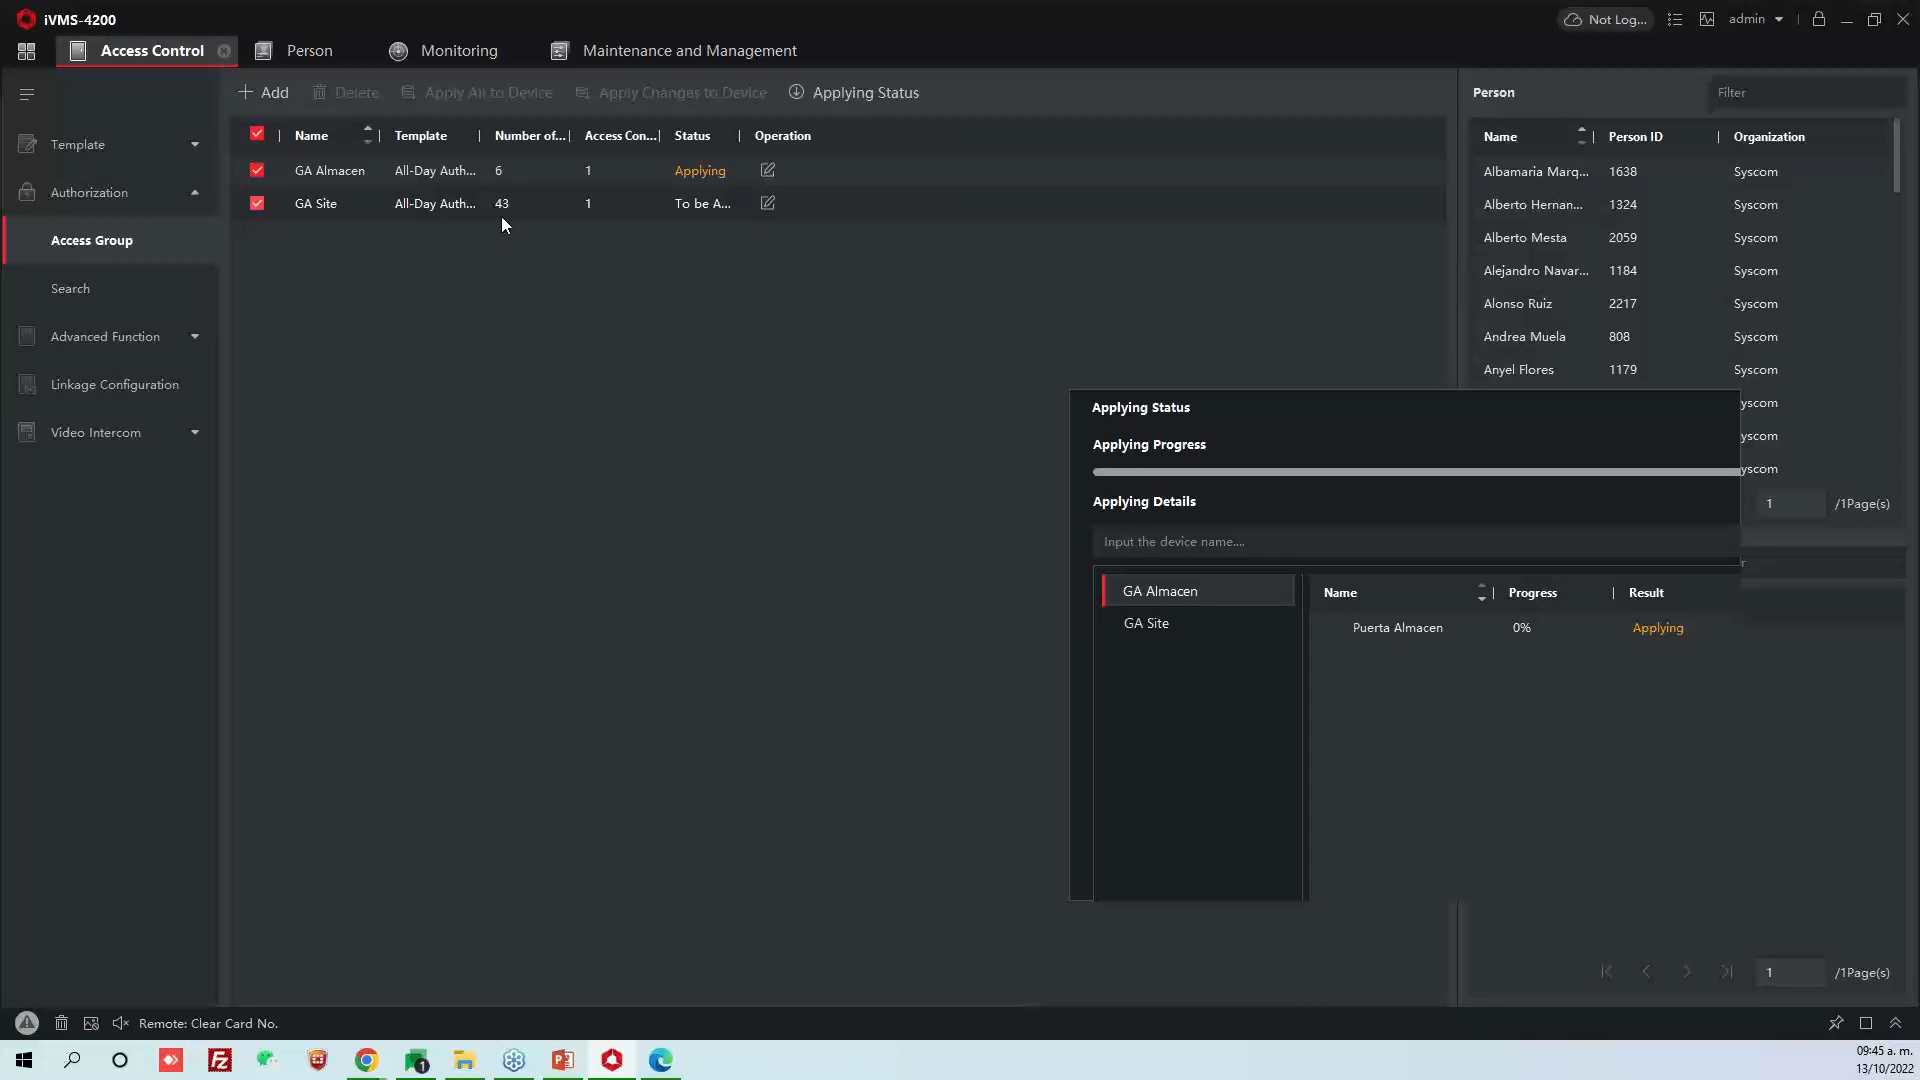 iVMS-4200
Not Log...
admin
Access Control
Person
Monitoring
Maintenance and Management
Add
Delete
Apply All to Device
Apply Changes to Device
Applying Status
Person
Filter
Template
Authorization
Access Group
Search
Advanced Function
Linkage Configuration
Video Intercom
Name | Template | Number of...| Access Con...| Status | Operation
GA Almacen All-Day Auth... 6 1 Applying
GA Site All-Day Auth... 43 1 To be A...
Name | Person ID | Organization
Albamaria Marq... 1638 Syscom
Alberto Hernan... 1324 Syscom
Alberto Mesta 2059 Syscom
Alejandro Navar... 1184 Syscom
Alonso Ruiz 2217 Syscom
Andrea Muela 808 Syscom
Anyel Flores 1179 Syscom
yscom
yscom
yscom
1 /1Page(s)
Applying Status
Applying Progress
Applying Details
Input the device name....
GA Almacen
GA Site
Name | Progress | Result
Puerta Almacen 0% Applying
1 /1Page(s)
Remote: Clear Card No.
1
09:45 a. m.
13/10/2022